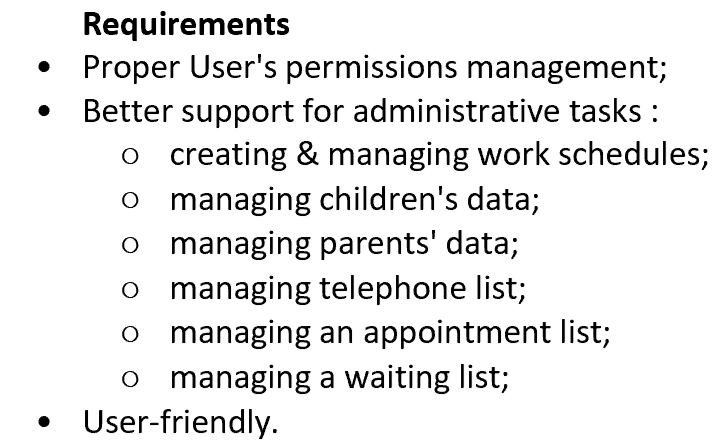 Requirements
• Proper User's permissions management;
• Better support for administrative tasks :
o creating & managing work schedules;
o managing children's data;
o managing parents' data;
o managing telephone list;
o managing an appointment list;
o managing a waiting list;
• User-friendly.